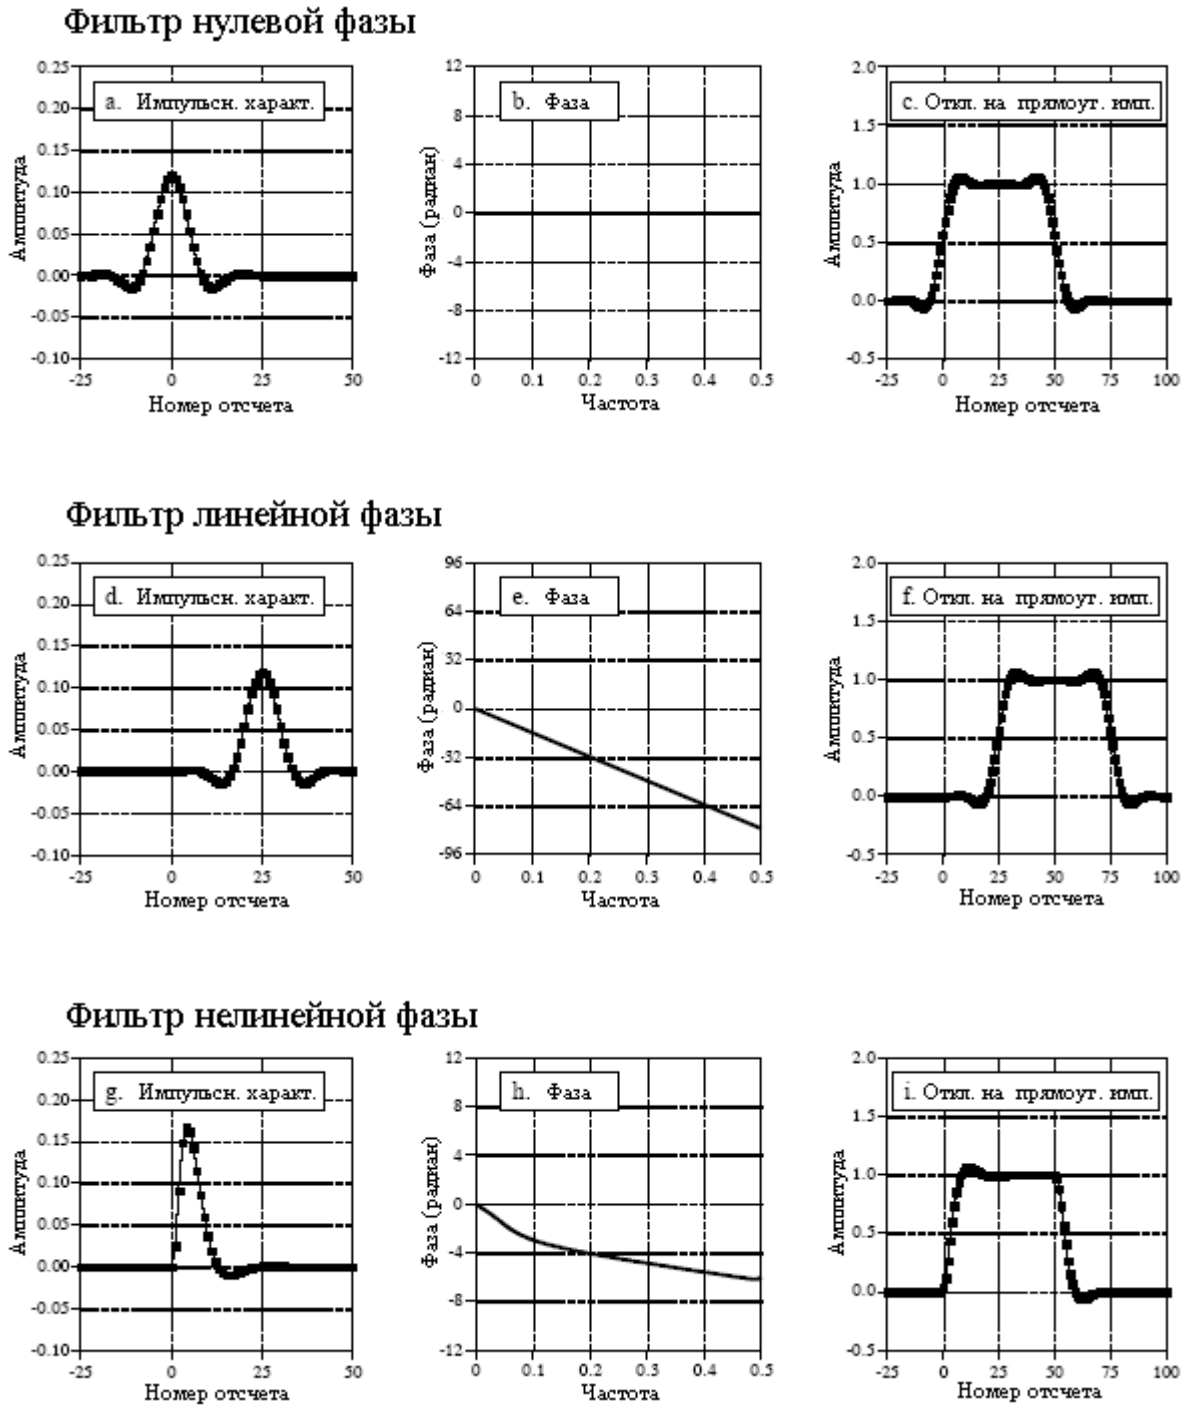 Фильтр нулевой фазы
a. Импульсн. характ.
0.25
0.20
0.15
0.10
0.05
0.00
-0.05
-0.10
-25 0 25 50
Амплитуда
Номер отсчета
b. Фаза
12
8
4
0
-4
-8
-12
0 0.1 0.2 0.3 0.4 0.5
Фаза (радиан)
Частота
c. Откл. на прямоут. имп.
2.0
1.5
1.0
0.5
0.0
-0.5
-25 0 25 50 75 100
Амплитуда
Номер отсчета
Фильтр линейной фазы
d. Импульсн. характ.
0.25
0.20
0.15
0.10
0.05
0.00
-0.05
-0.10
-25 0 25 50
Амплитуда
Номер отсчета
e. Фаза
96
64
32
0
-32
-64
-96
0 0.1 0.2 0.3 0.4 0.5
Фаза (радиан)
Частота
f. Откл. на прямоут. имп.
2.0
1.5
1.0
0.5
0.0
-0.5
-25 0 25 50 75 100
Амплитуда
Номер отсчета
Фильтр нелинейной фазы
g. Импульсн. характ.
0.25
0.20
0.15
0.10
0.05
0.00
-0.05
-0.10
-25 0 25 50
Амплитуда
Номер отсчета
h. Фаза
12
8
4
0
-4
-8
-12
0 0.1 0.2 0.3 0.4 0.5
Фаза (радиан)
Частота
i. Откл. на прямоут. имп.
2.0
1.5
1.0
0.5
0.0
-0.5
-25 0 25 50 75 100
Амплитуда
Номер отсчета